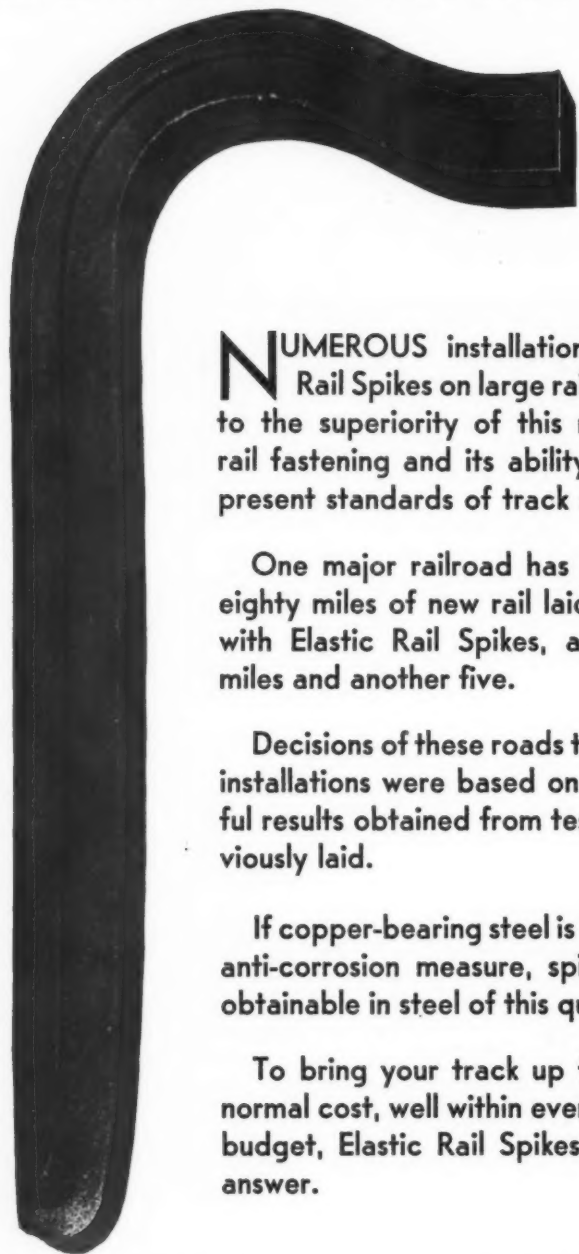 NUMEROUS installation
Rail Spikes on large rai
to the superiority of this
rail fastening and its ability
present standards of track
One major railroad has
eighty miles of new rail laid
with Elastic Rail Spikes, a
miles and another five.
Decisions of these roads t
installations were based on
ful results obtained from te
viously laid.
If copper-bearing steel is
anti-corrosion measure, spi
obtainable in steel of this qu
To bring your track up
normal cost, well within ever
budget, Elastic Rail Spikes
answer.